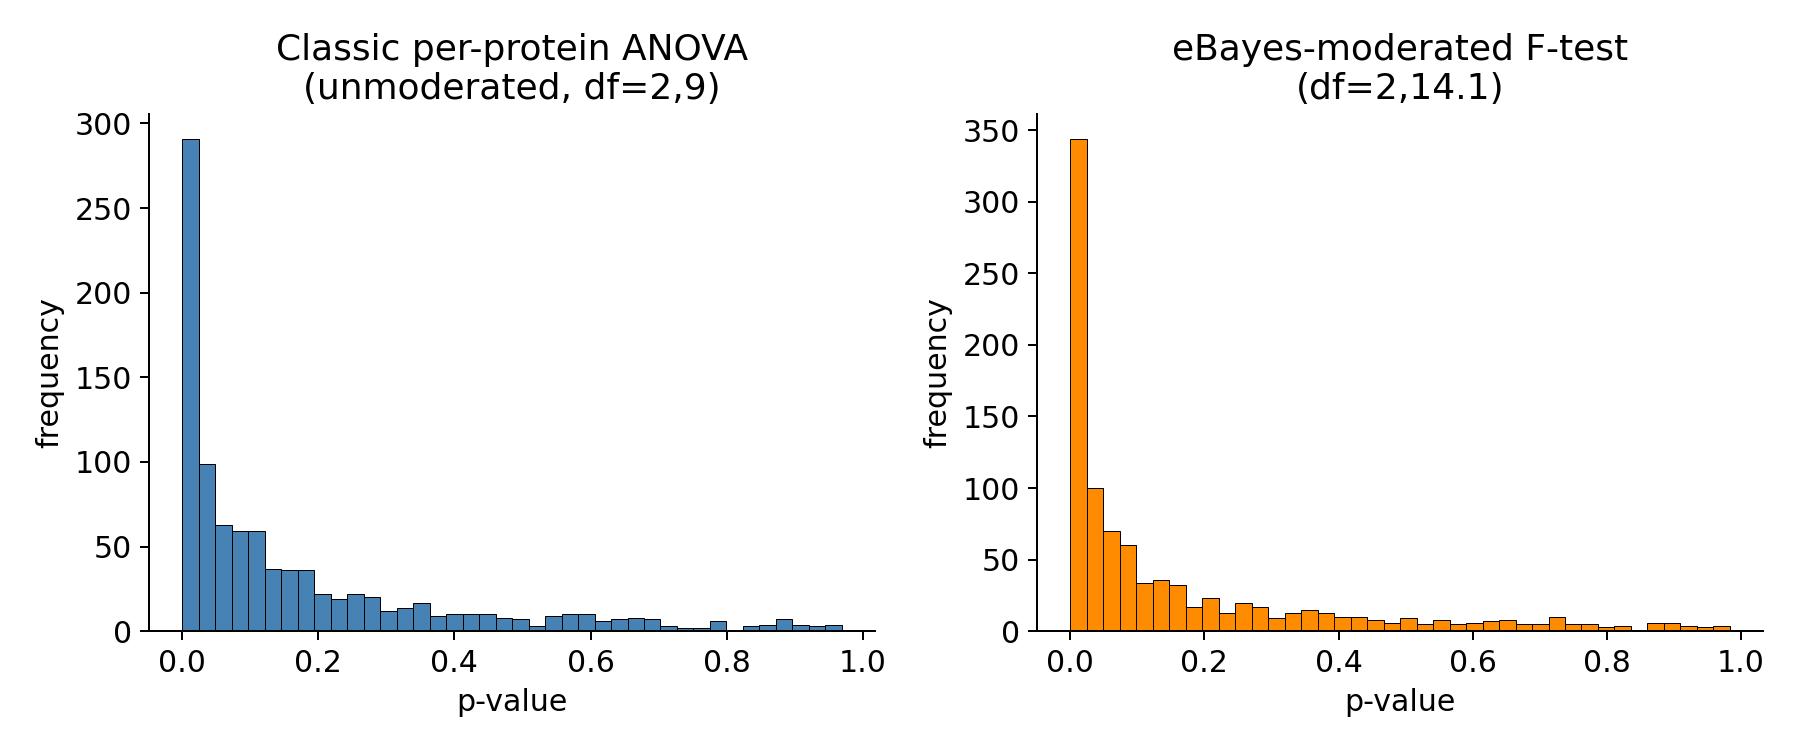 Classic per-protein ANOVA
(unmoderated, df=2,9)
300
250
200
150
100
50
0
frequency
0.0 0.2 0.4 0.6 0.8 1.0
p-value
eBayes-moderated F-test
(df=2,14.1)
350
300
250
200
150
100
50
0
frequency
0.0 0.2 0.4 0.6 0.8 1.0
p-value